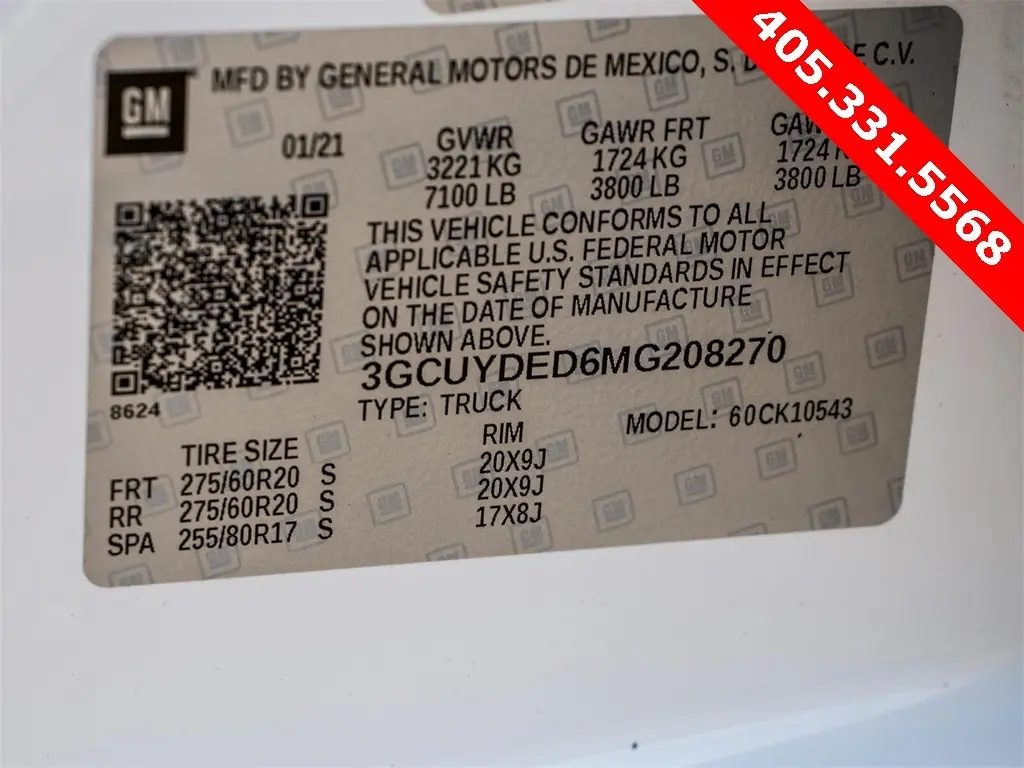 405.331.5568
GM MFD BY GENERAL MOTORS DE MEXICO, S. C.V.
01/21 GVWR GAWR FRT
3221 KG 1724 KG 1724
7100 LB 3800 LB 3800 LB
THIS VEHICLE CONFORMS TO ALL
APPLICABLE U.S. FEDERAL MOTOR
VEHICLE SAFETY STANDARDS IN EFFECT
ON THE DATE OF MANUFACTURE
SHOWN ABOVE.
3GCUYDED6MG208270
8624
TYPE: TRUCK MODEL: 60CK10543
TIRE SIZE RIM
FRT 275/60R20 S 20X9J
RR 275/60R20 S 20X9J
SPA 255/80R17 S 17X8J